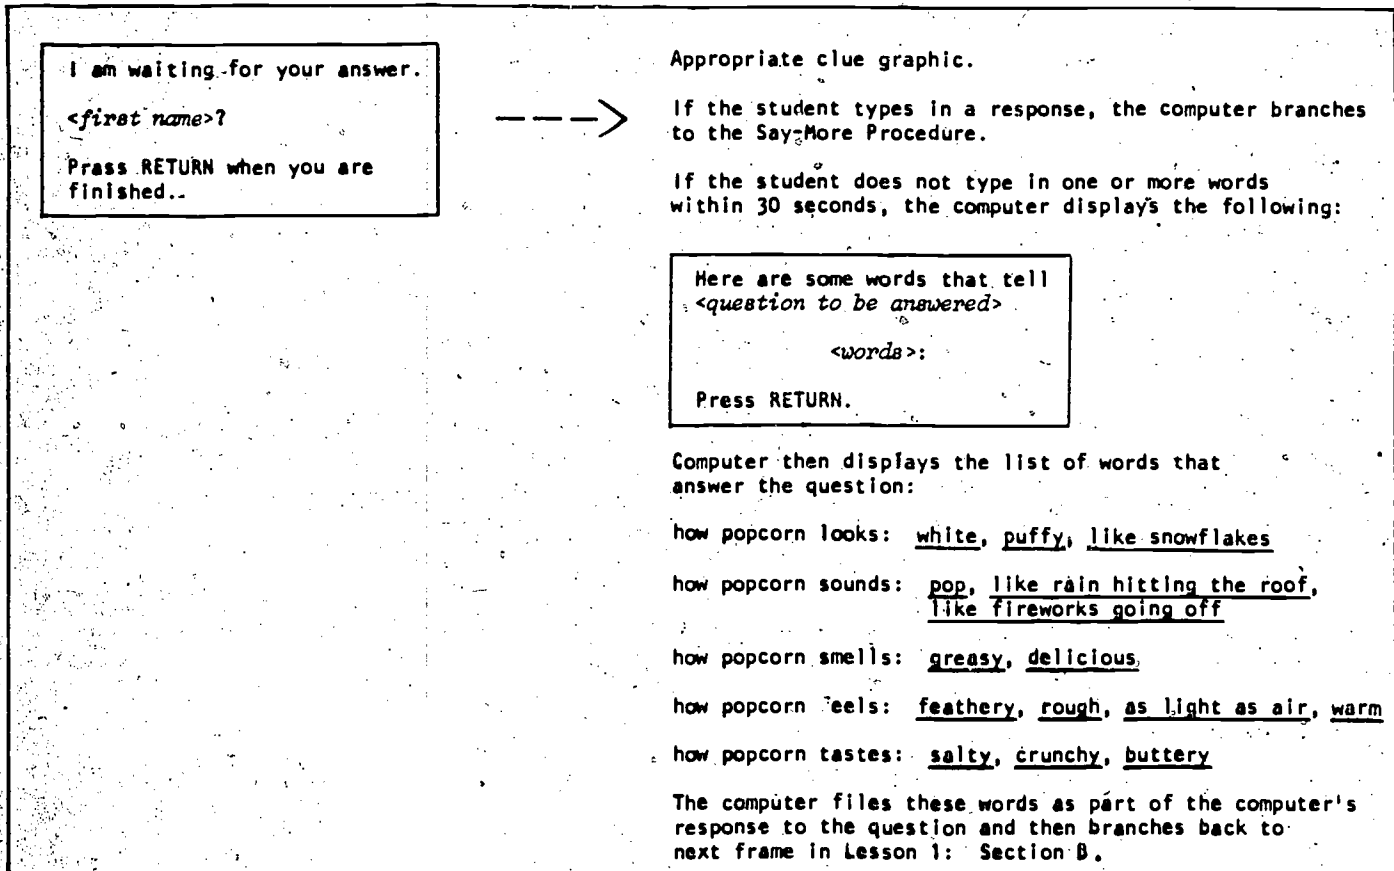 I am waiting for your answer.
<first name>?
Prass RETURN when you are
finished..
Appropriate clue graphic.
If the student types in a response, the computer branches
to the Say-More Procedure.
If the student does not type in one or more words
within 30 seconds, the computer displays the following:
Here are some words that tell
<question to be answered>
<words>:
Press RETURN.
Computer then displays the list of words that
answer the question:
how popcorn looks: white, puffy, like snowflakes
how popcorn sounds: pop, like rain hitting the roof,
like fireworks going off
how popcorn smells: greasy, delicious
how popcorn eels: feathery, rough, as light as air, warm
how popcorn tastes: salty, crunchy, buttery
The computer files these words as part of the computer's
response to the question and then branches back to
next frame in Lesson 1: Section B.